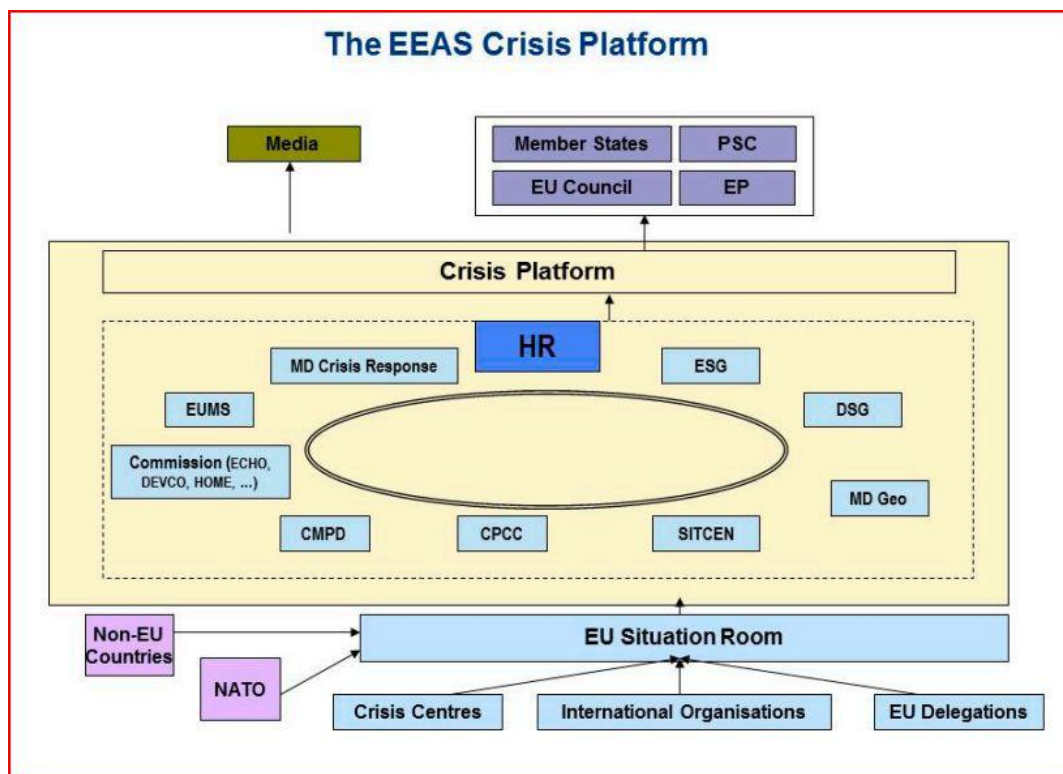 The EEAS Crisis Platform
Media
Member States
PSC
EU Council
EP
Crisis Platform
HR
MD Crisis Response
ESG
EUMS
DSG
Commission (ECHO,
DEVCO, HOME, ...)
MD Geo
CMPD
CPCC
SITCEN
Non-EU
Countries
EU Situation Room
NATO
Crisis Centres
International Organisations
EU Delegations